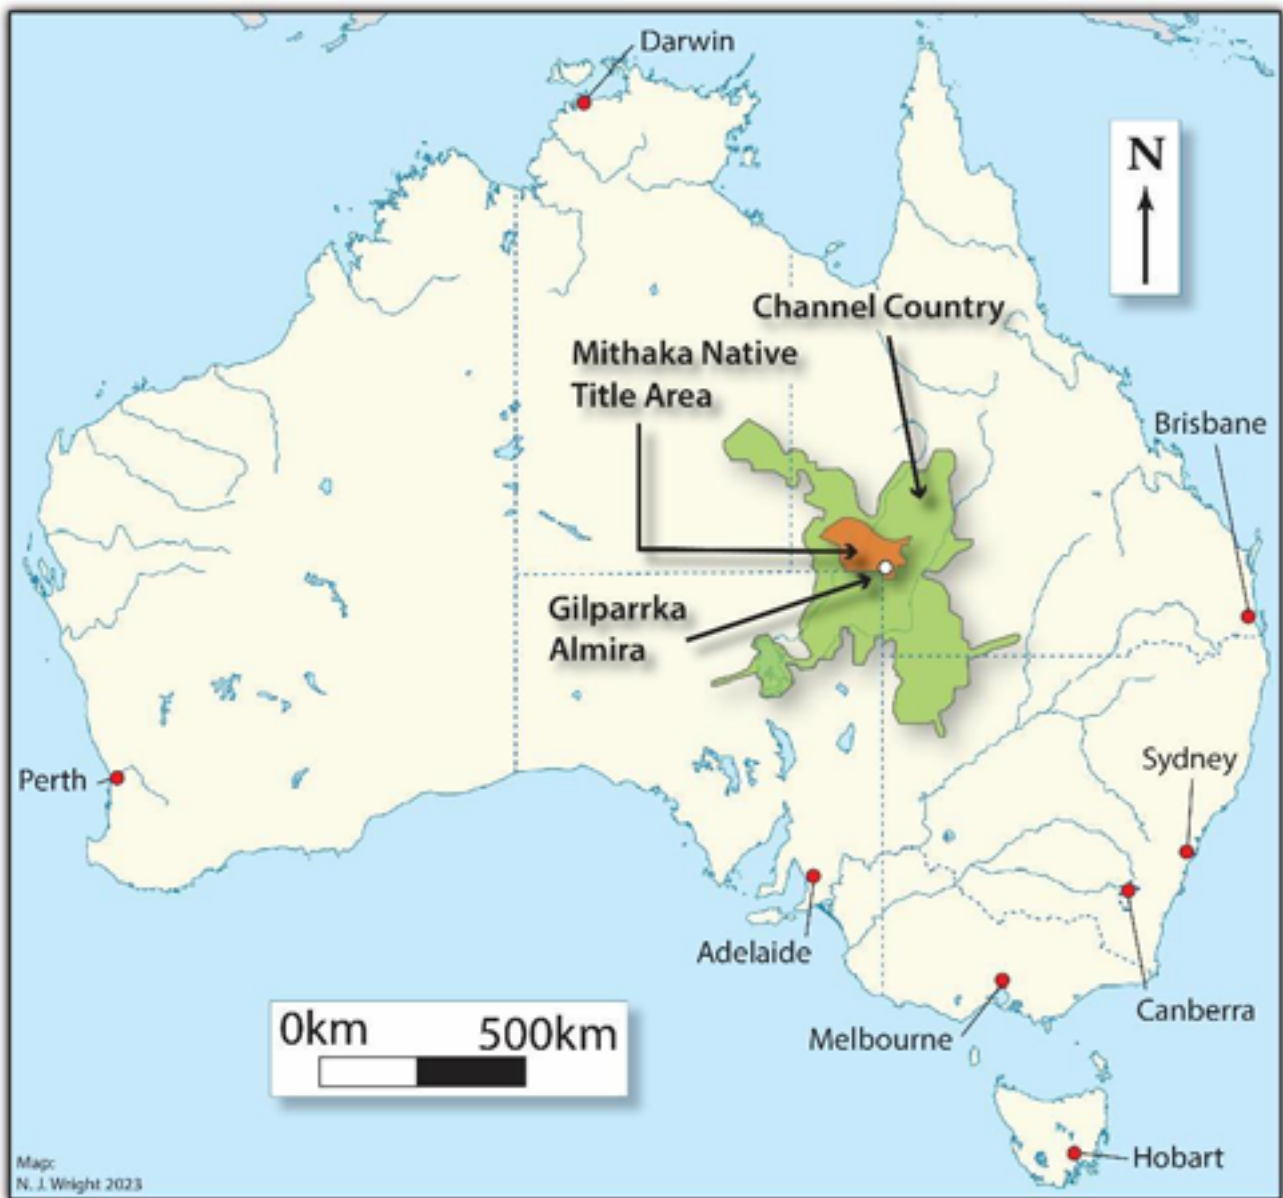 Darwin
N
Channel Country
Mithaka Native
Title Area
Brisbane
Gilparrka
Almira
Sydney
Perth
Adelaide
0km 500km
Canberra
Melbourne
Hobart
Map:
N. J. Wright 2023